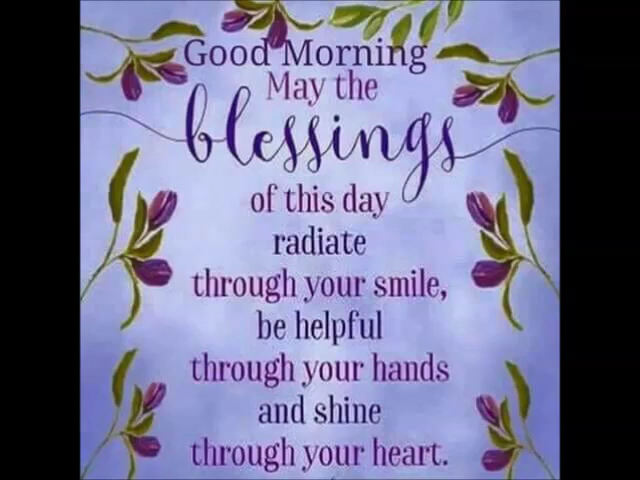 Good Morning
May the
blessings
of this day
radiate
through your smile,
be helpful
through your hands
and shine
through your heart.